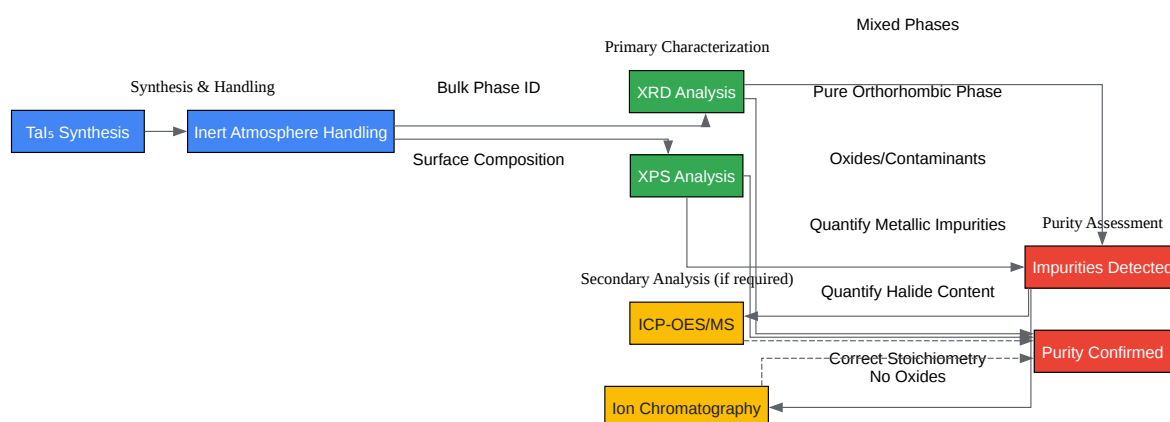 Mixed Phases
Primary Characterization
Synthesis & Handling
Bulk Phase ID
XRD Analysis
Pure Orthorhombic Phase
TaI₅ Synthesis
Inert Atmosphere Handling
Surface Composition
Oxides/Contaminants
XPS Analysis
Quantify Metallic Impurities
Purity Assessment
Impurities Detected
Secondary Analysis (if required)
Quantify Halide Content
ICP-OES/MS
Purity Confirmed
Correct Stoichiometry
No Oxides
Ion Chromatography